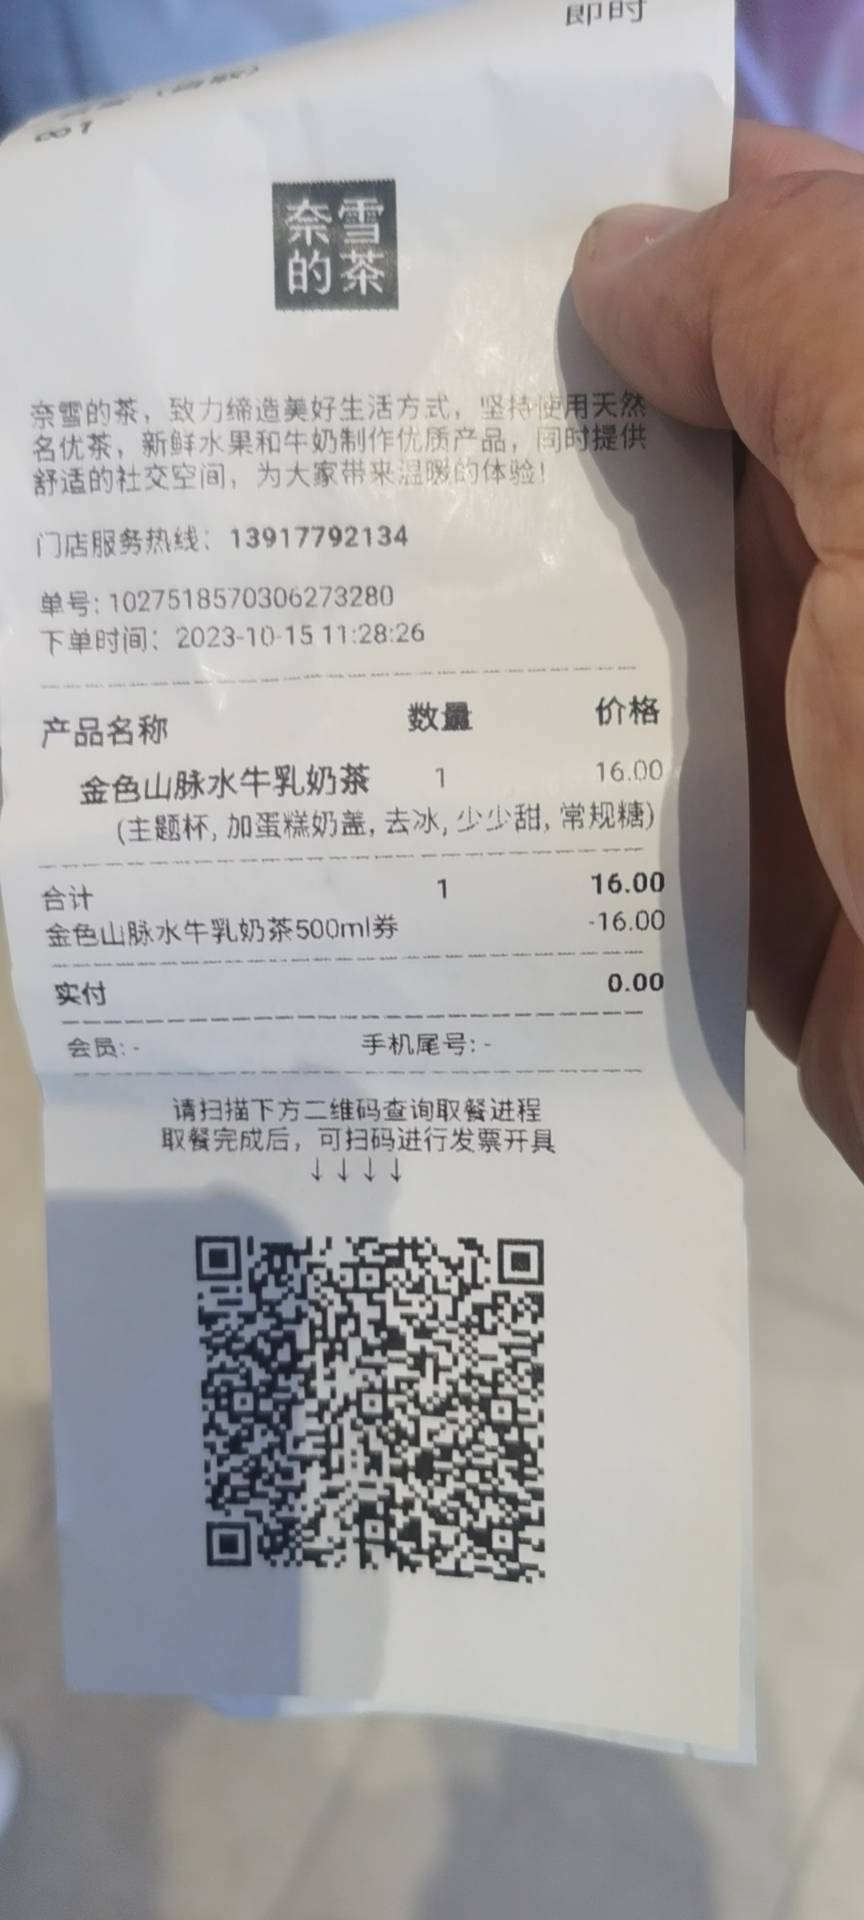 即时
奈雪
的茶
奈雪的茶，致力缔造美好生活方式，坚持使用天然
名优茶，新鲜水果和牛奶制作优质产品，同时提供
舒适的社交空间，为大家带来温暖的体验！
门店服务热线：13917792134
单号: 1027518570306273280
下单时间：2023-10-15 11:28:26
产品名称 数量 价格
金色山脉水牛乳奶茶 1 16.00
(主题杯, 加蛋糕奶盖, 去冰, 少少甜, 常规糖)
合计 1 16.00
金色山脉水牛乳奶茶500ml券 -16.00
实付 0.00
会员: - 手机尾号: -
请扫描下方二维码查询取餐进程
取餐完成后，可扫码进行发票开具
↓↓↓↓